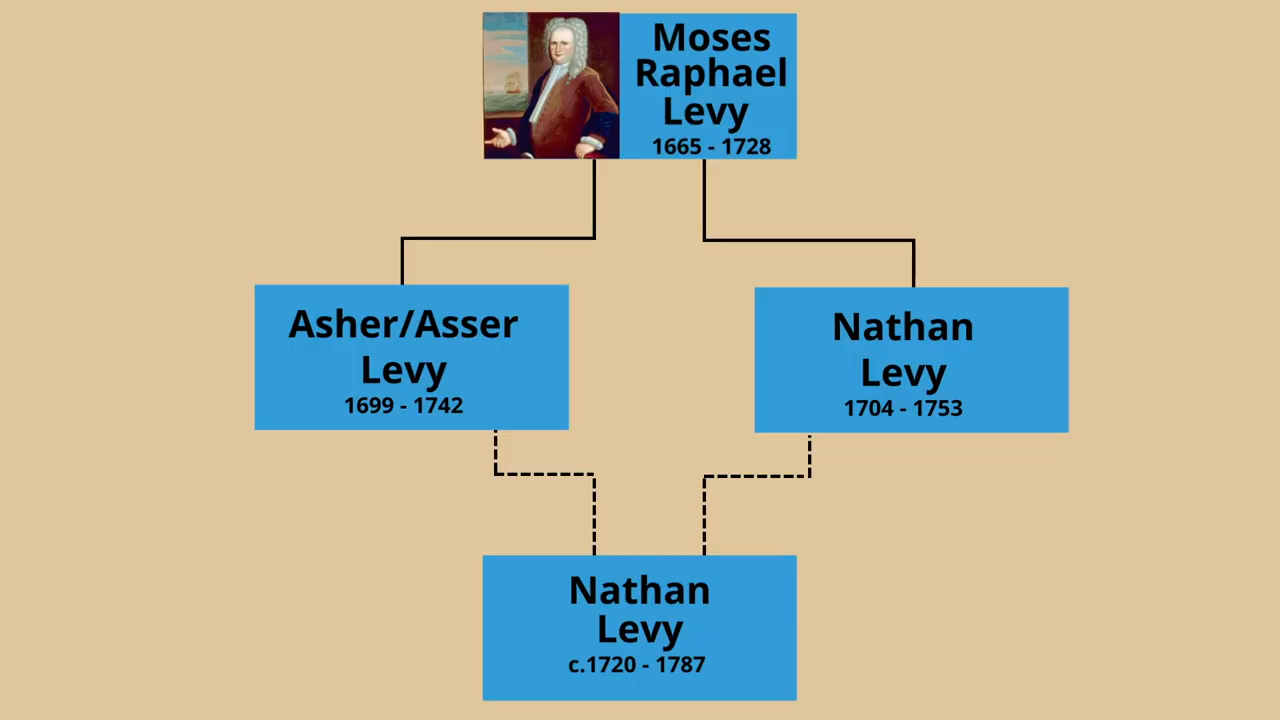 Moses
Raphael
Levy
1665 - 1728
Asher/Asser
Levy
1699 - 1742
Nathan
Levy
1704 - 1753
Nathan
Levy
c.1720 - 1787